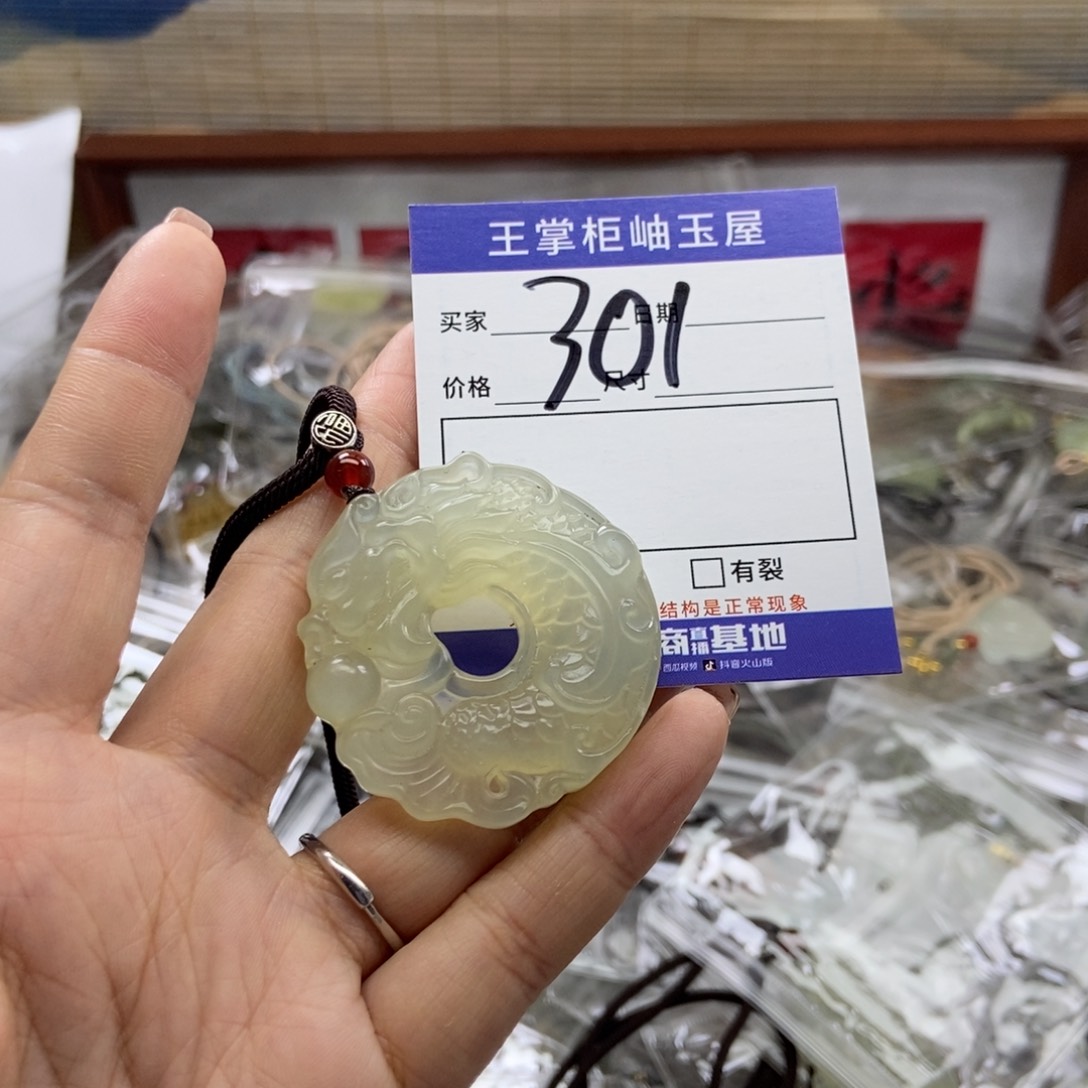 王掌柜岫玉屋
买家 日期
301
价格 尺寸
有裂
结构是正常现象
商直播基地
西瓜视频 抖音火山版
福